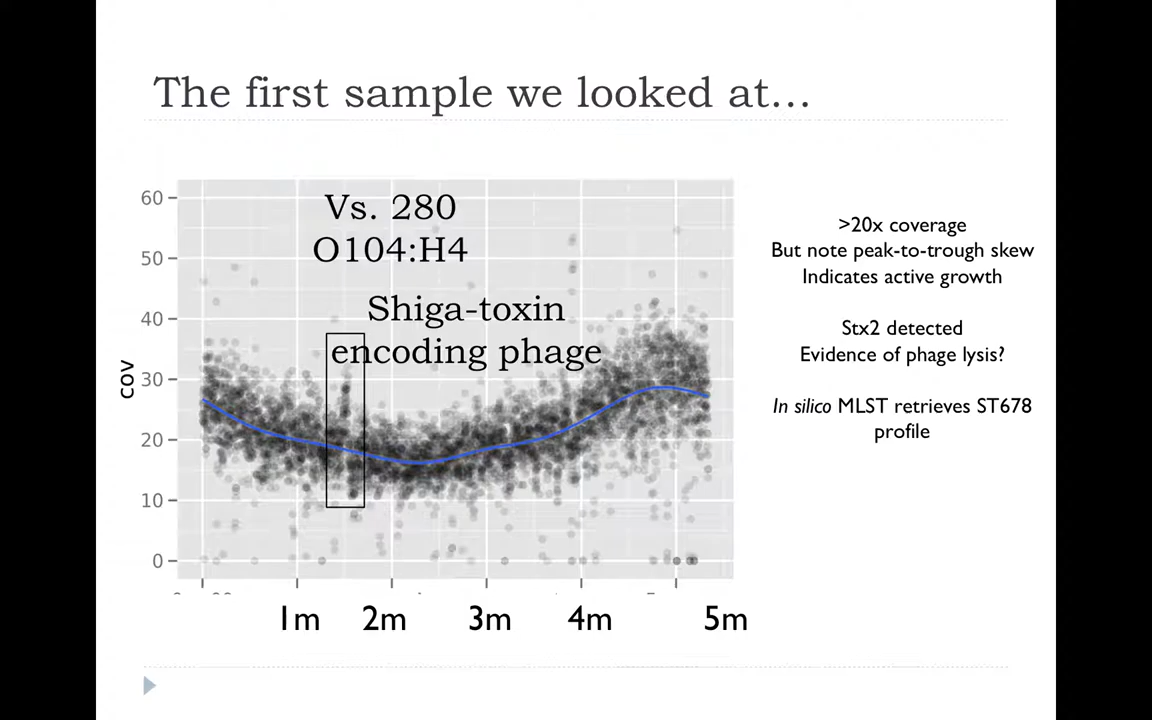 The first sample we looked at...
60
50
40
30
20
10
0
cov
Vs. 280
O104:H4
Shiga-toxin
encoding phage
1m
2m
3m
4m
5m
>20x coverage
But note peak-to-trough skew
Indicates active growth
Stx2 detected
Evidence of phage lysis?
In silico MLST retrieves ST678
profile